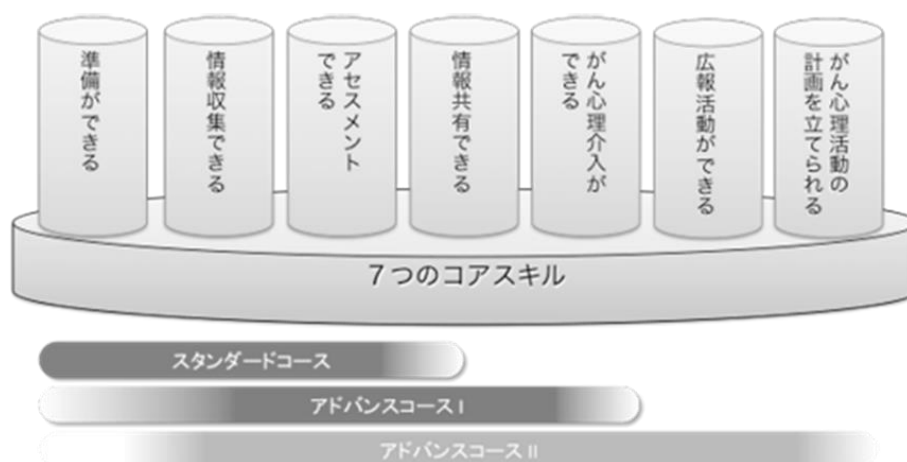 準備ができる
情報収集できる
アセスメント
できる
情報共有できる
がん心理介入が
できる
広報活動ができる
がん心理活動の
計画を立てられる
7つのコアスキル
スタンダードコース
アドバンスコースⅠ
アドバンスコースⅡ